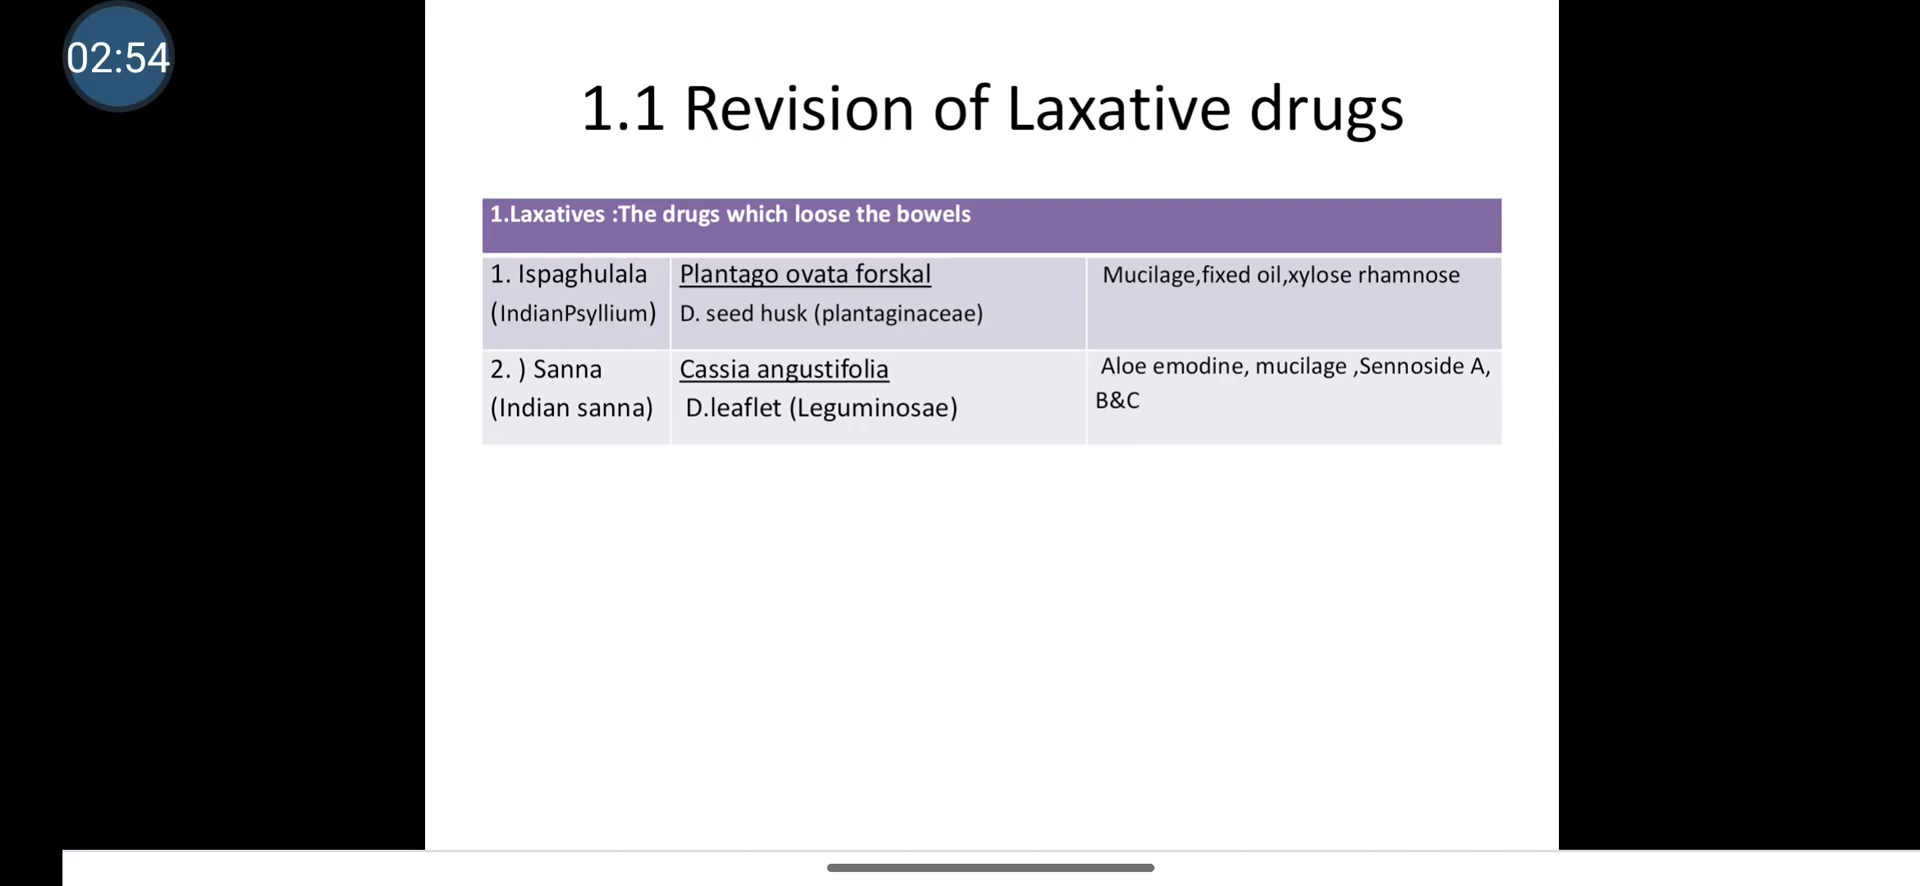 02:54
1.1 Revision of Laxative drugs
1.Laxatives :The drugs which loose the bowels
1. Ispaghulala
(IndianPsyllium)
Plantago ovata forskal
D. seed husk (plantaginaceae)
Mucilage,fixed oil,xylose rhamnose
2. ) Sanna
(Indian sanna)
Cassia angustifolia
D.leaflet (Leguminosae)
Aloe emodine, mucilage ,Sennoside A,
B&C